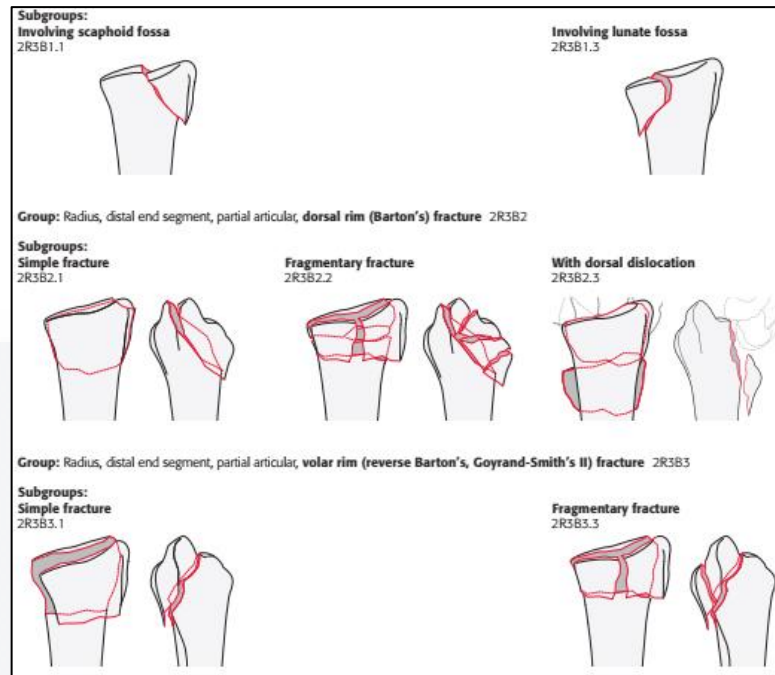 Subgroups:
Involving scaphoid fossa
2R3B1.1
Involving lunate fossa
2R3B1.3
Group: Radius, distal end segment, partial articular, dorsal rim (Barton's) fracture 2R3B2
Subgroups:
Simple fracture
2R3B2.1
Fragmentary fracture
2R3B2.2
With dorsal dislocation
2R3B2.3
Group: Radius, distal end segment, partial articular, volar rim (reverse Barton's, Goyrand-Smith's II) fracture 2R3B3
Subgroups:
Simple fracture
2R3B3.1
Fragmentary fracture
2R3B3.3